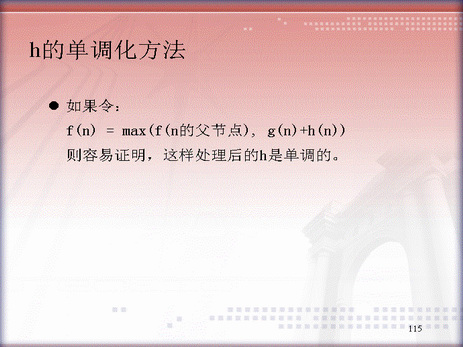 h的单调化方法
● 如果令：
f(n) = max(f(n的父节点), g(n)+h(n))
则容易证明，这样处理后的h是单调的。
115